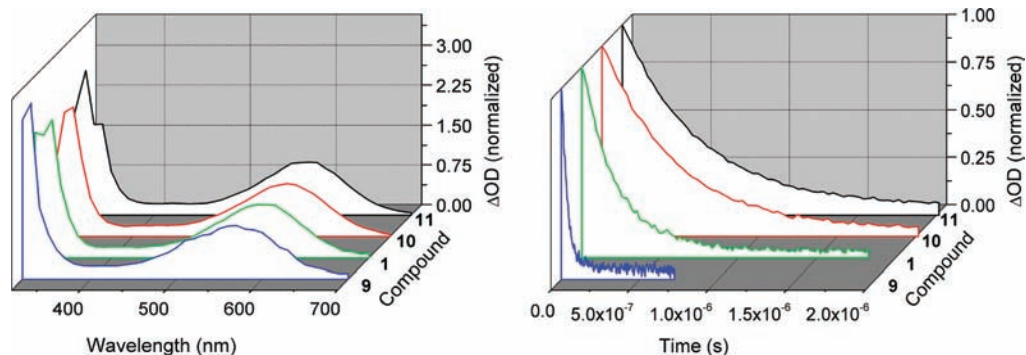 3.00
2.25
1.50
0.75
0.00
ΔOD (normalized)
11
10
1
9
Compound
400 500 600 700
Wavelength (nm)
1.00
0.75
0.50
0.25
0.00
ΔOD (normalized)
11
10
1
9
Compound
0.0 5.0x10⁻⁷ 1.0x10⁻⁶ 1.5x10⁻⁶ 2.0x10⁻⁶
Time (s)